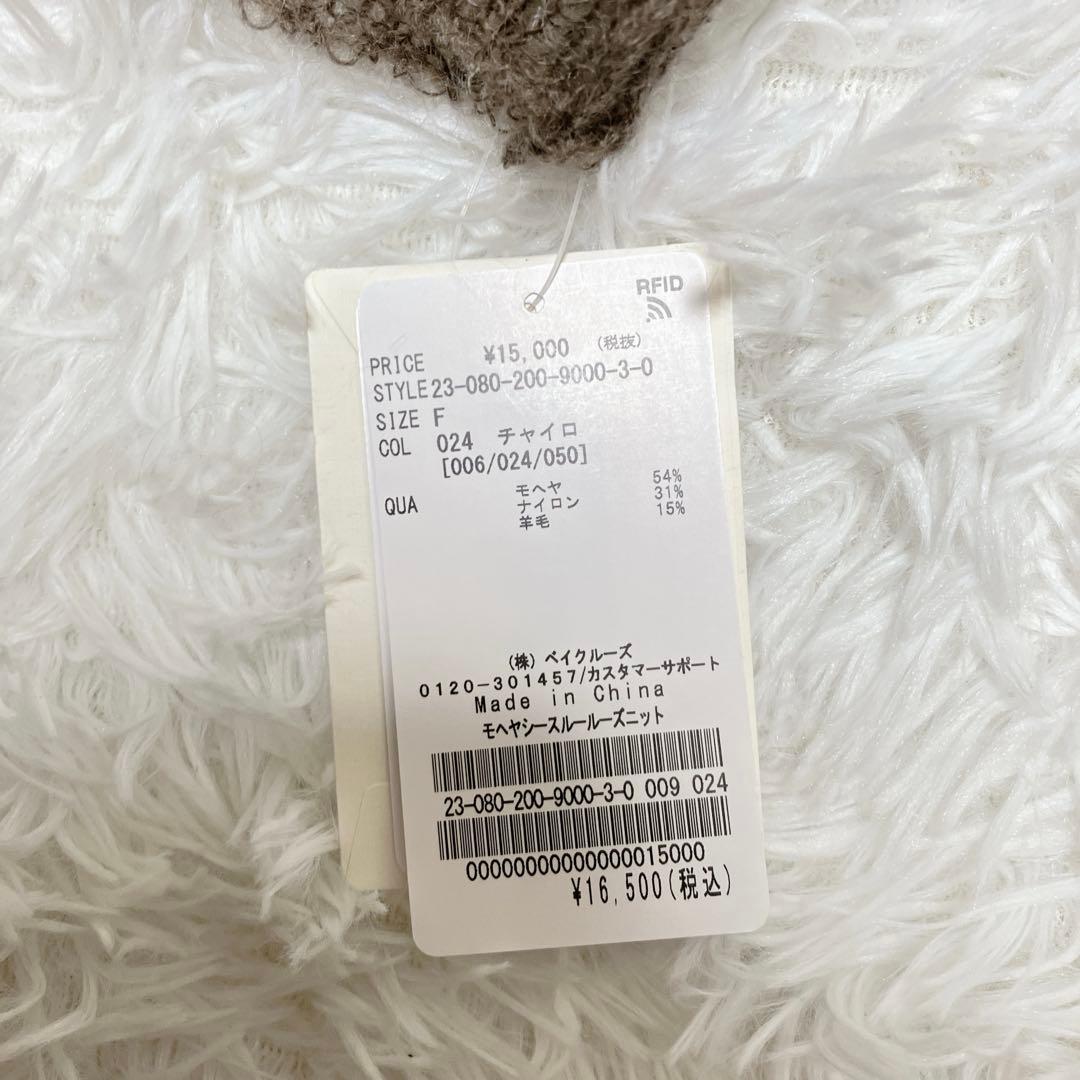 RFID
PRICE ¥15,000 (税抜)
STYLE 23-080-200-9000-3-0
SIZE F
COL 024 チャイロ
[006/024/050]
QUA モヘヤ 54%
ナイロン 31%
羊毛 15%
(株) ベイクルーズ
0120-301457/カスタマーサポート
Made in China
モヘヤシースルールーズニット
23-080-200-9000-3-0 009 024
00000000000000015000
¥16,500(税込)